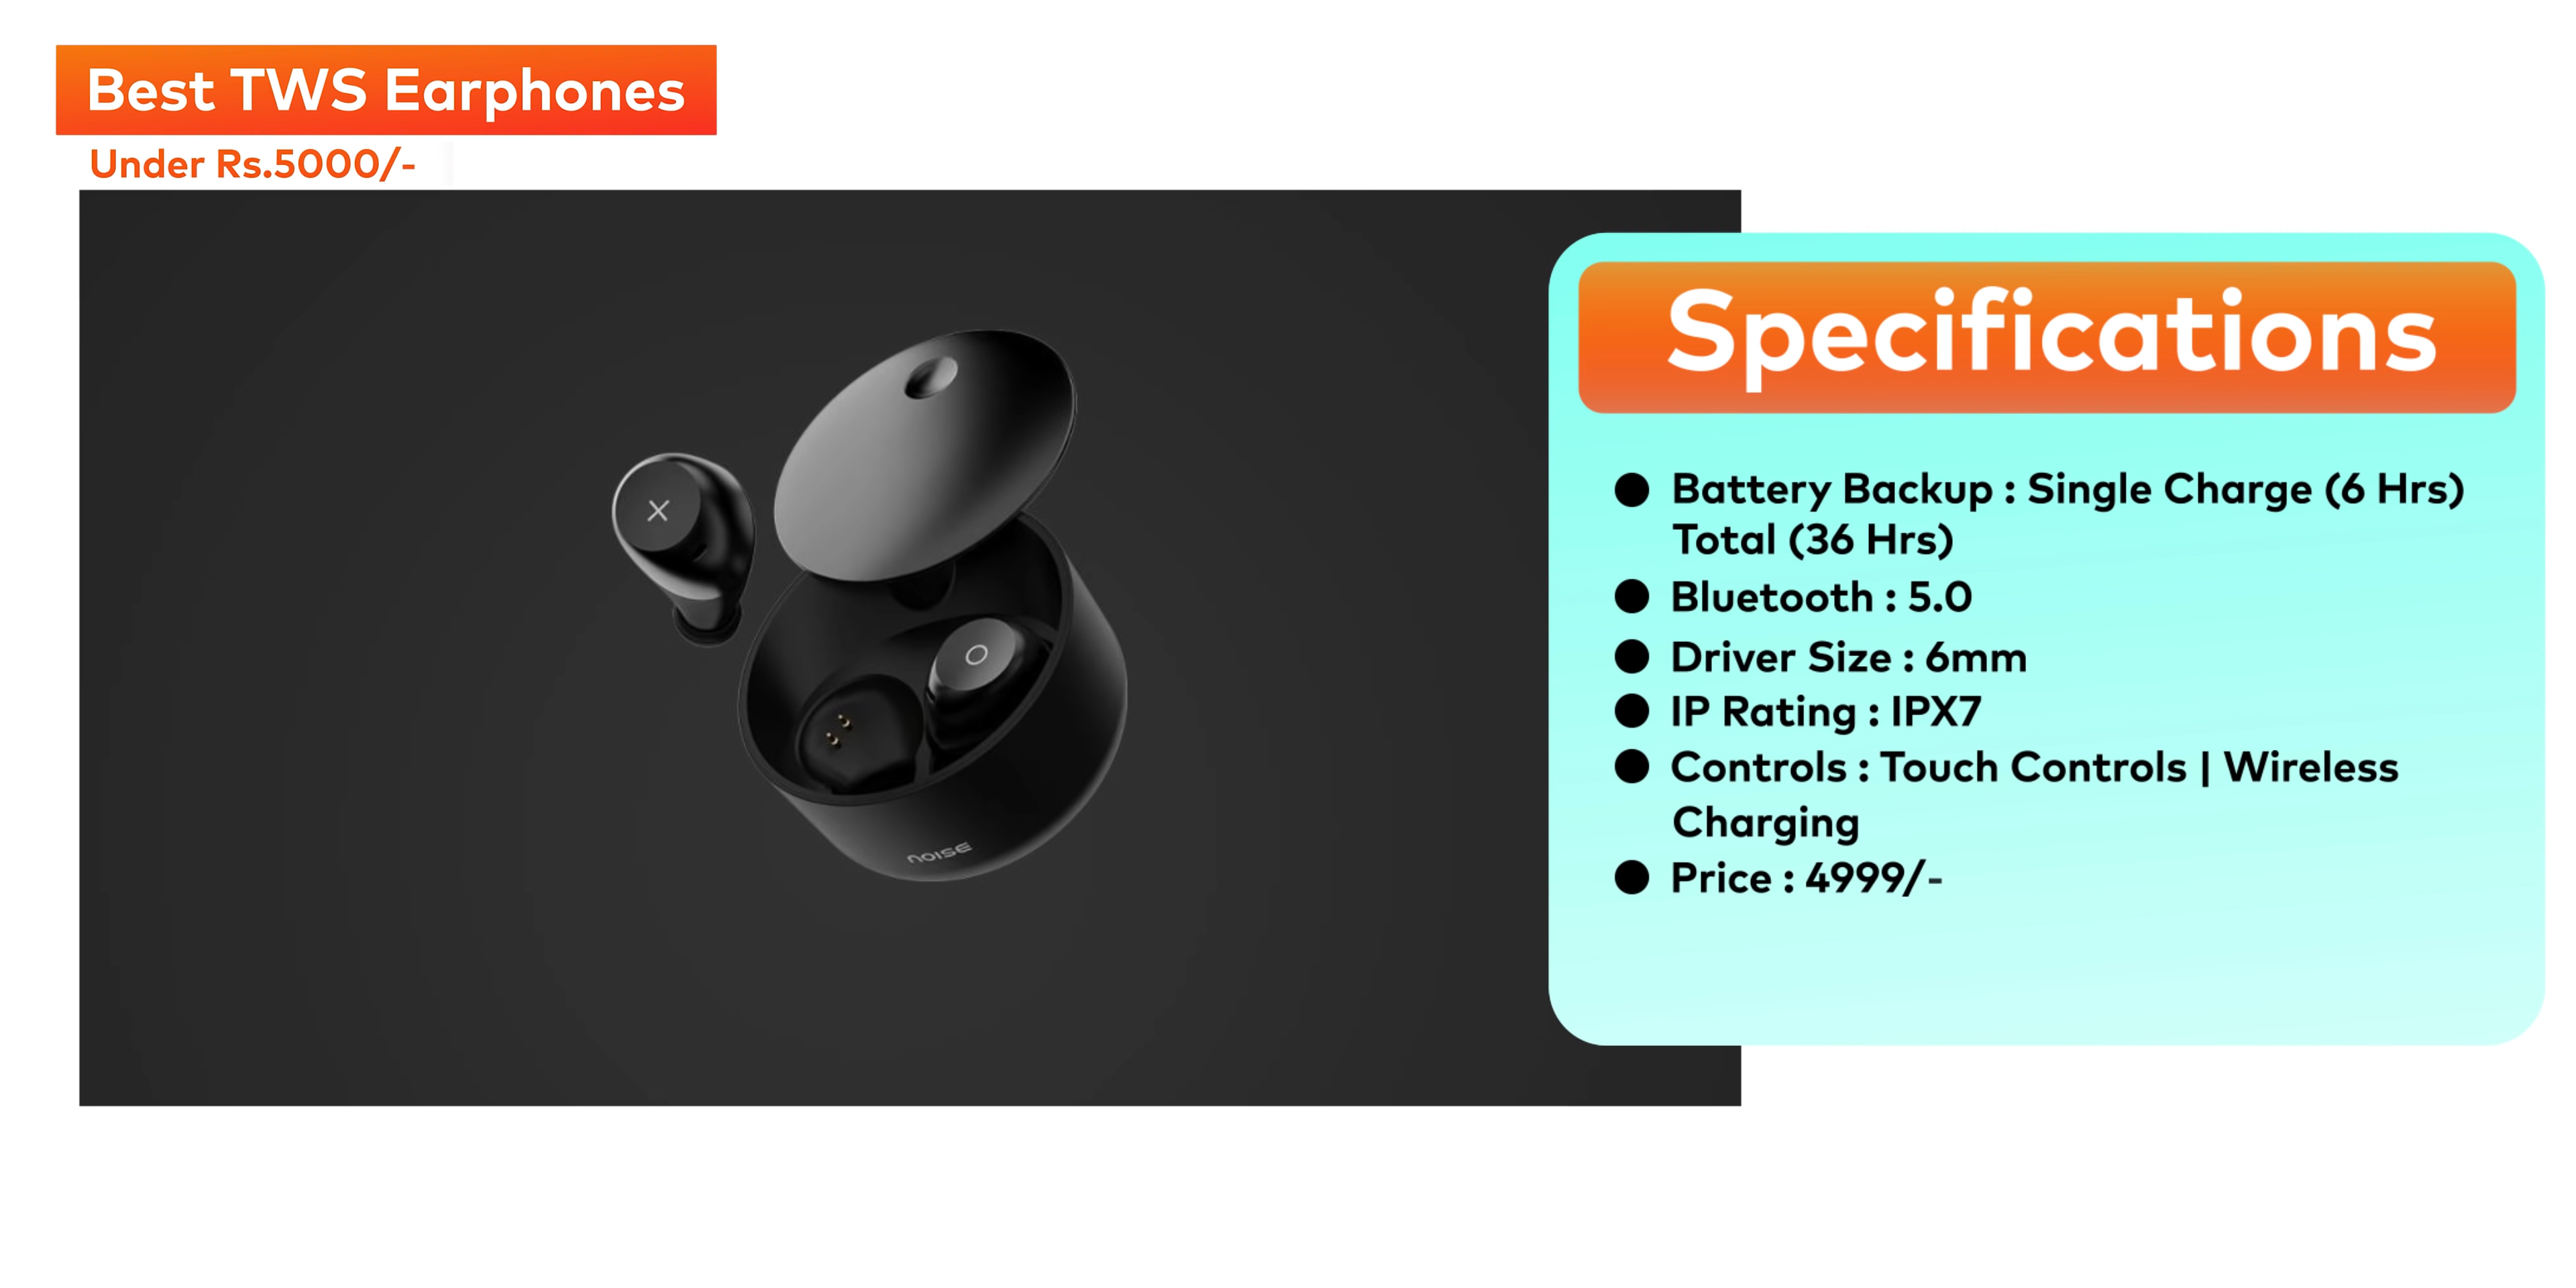 Best TWS Earphones
Under Rs.5000/-
Specifications
Battery Backup : Single Charge (6 Hrs)
Total (36 Hrs)
Bluetooth : 5.0
Driver Size : 6mm
IP Rating : IPX7
Controls : Touch Controls | Wireless
Charging
Price : 4999/-
X
O
NOISE